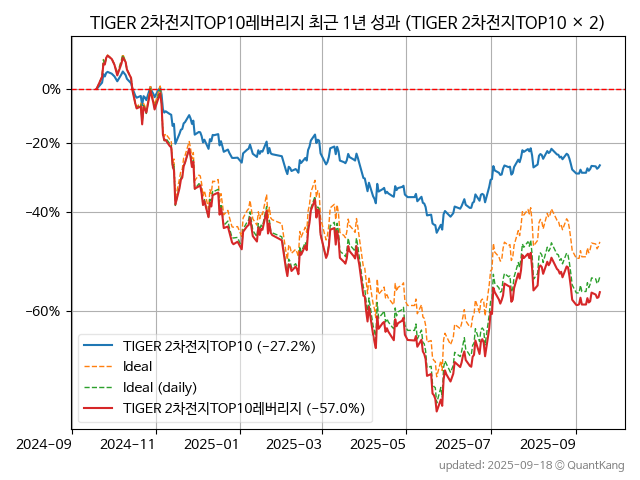 TIGER 2차전지TOP10레버리지 최근 1년 성과 (TIGER 2차전지TOP10 × 2)
0%
−20%
−40%
−60%
TIGER 2차전지TOP10 (−27.2%)
Ideal
Ideal (daily)
TIGER 2차전지TOP10레버리지 (−57.0%)
2024-09 2024-11 2025-01 2025-03 2025-05 2025-07 2025-09
updated: 2025-09-18 © QuantKang